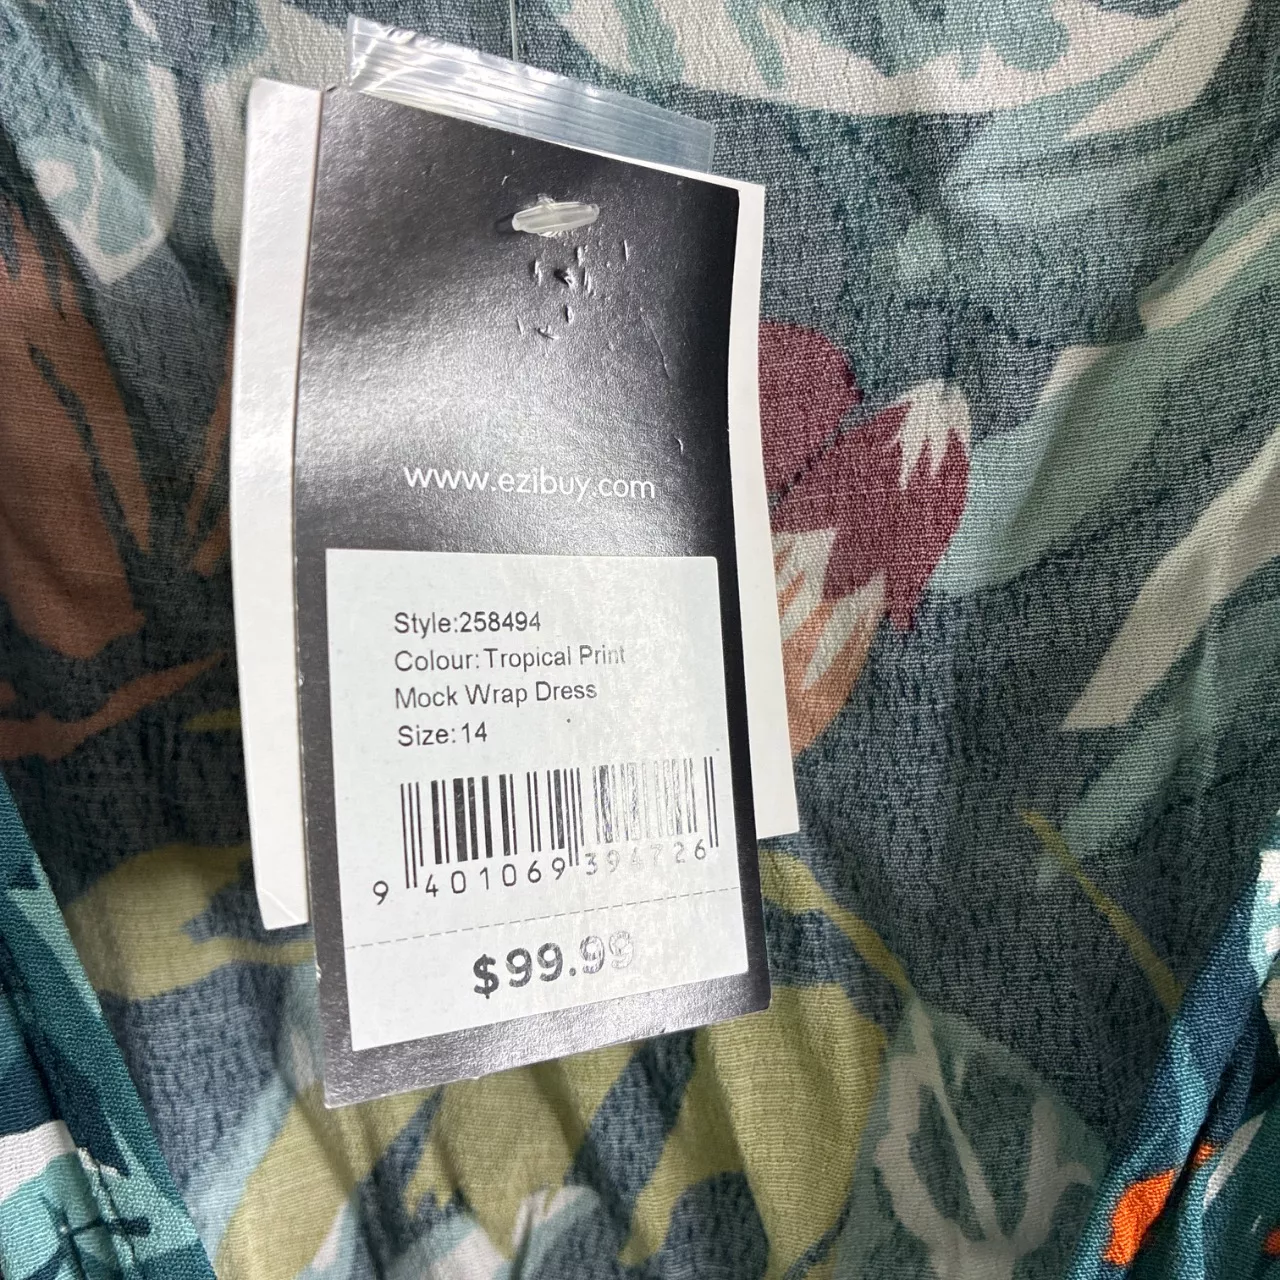 www.ezibuy.com
Style:258494
Colour:Tropical Print
Mock Wrap Dress
Size:14
9 401069 394726
$99.99